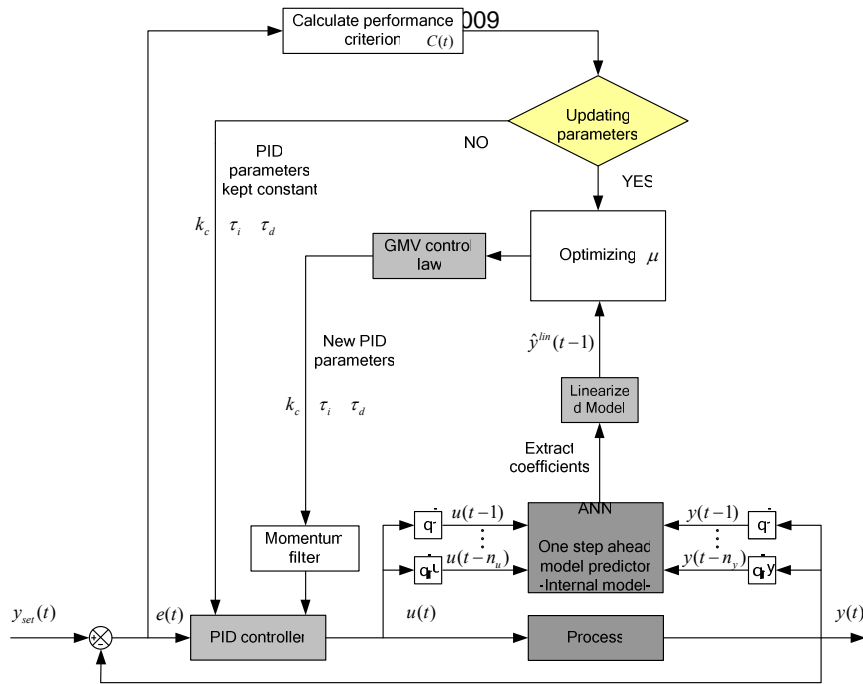 Calculate performance
criterion C(t)
009
Updating
parameters
NO
YES
PID
parameters
kept constant
k_c τ_i τ_d
GMV control
law
Optimizing μ
New PID
parameters
k_c τ_i τ_d
ŷ^{lin}(t−1)
Linearize
d Model
Extract
coefficients
Momentum
filter
ANN
One step ahead
model predictor
-Internal model-
q-
u(t−1)
u(t−n_u)
y(t−1)
q-
y(t−n_y)
y_{set}(t)
e(t)
PID controller
u(t)
Process
y(t)